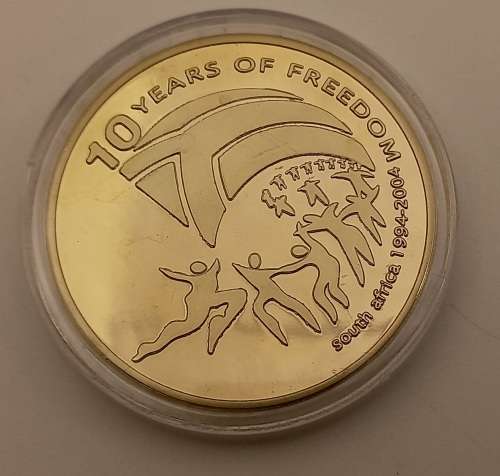 10 YEARS OF FREEDOM
South africa 1994-2004